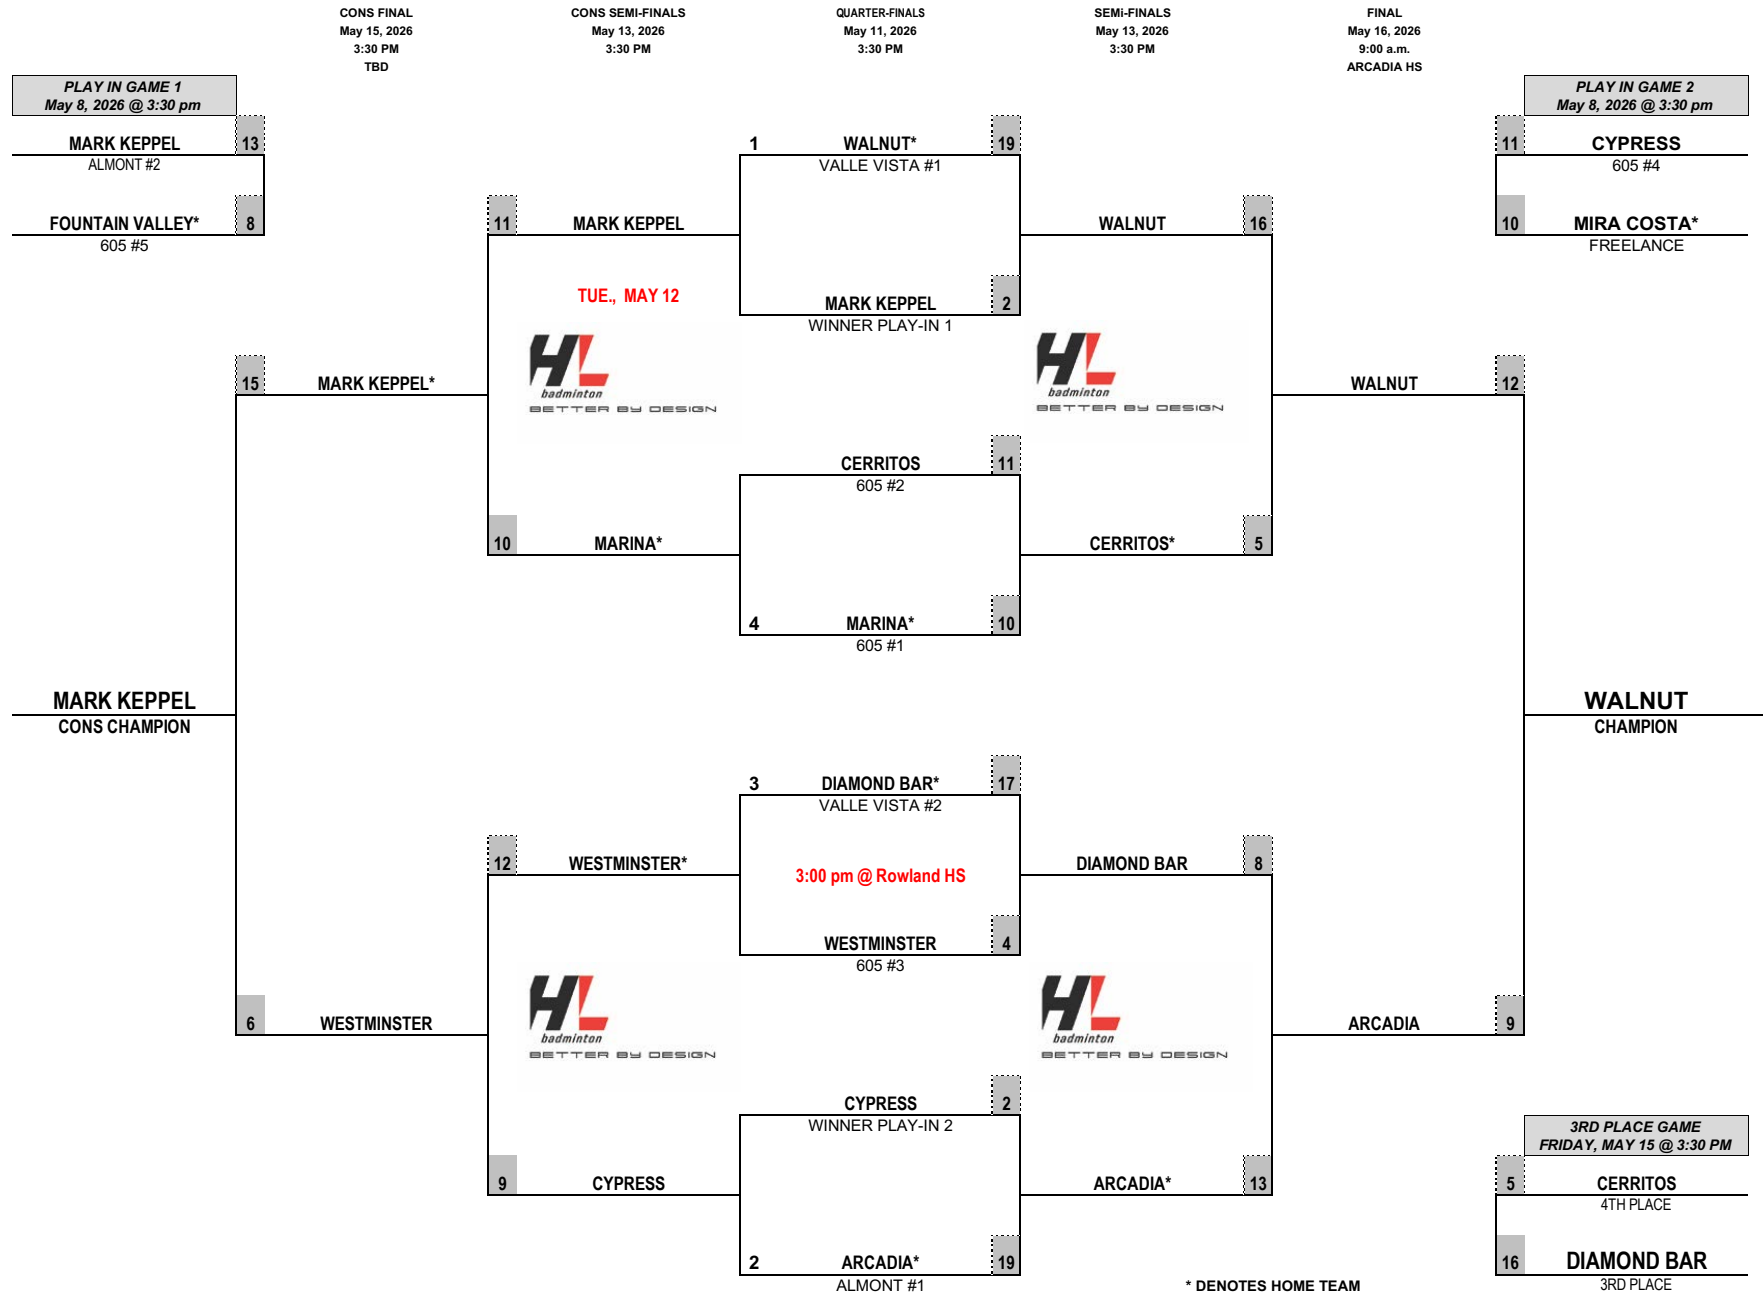 CONS FINAL
May 15, 2026
3:30 PM
TBD
CONS SEMI-FINALS
May 13, 2026
3:30 PM
QUARTER-FINALS
May 11, 2026
3:30 PM
SEMi-FINALS
May 13, 2026
3:30 PM
FINAL
May 16, 2026
9:00 a.m.
ARCADIA HS
PLAY IN GAME 1
May 8, 2026 @ 3:30 pm
MARK KEPPEL 13
ALMONT #2
FOUNTAIN VALLEY* 8
605 #5
PLAY IN GAME 2
May 8, 2026 @ 3:30 pm
11 CYPRESS
605 #4
10 MIRA COSTA*
FREELANCE
1 WALNUT* 19
VALLE VISTA #1
MARK KEPPEL 2
WINNER PLAY-IN 1
11 MARK KEPPEL
TUE., MAY 12
HL
badminton
BETTER BY DESIGN
10 MARINA*
WALNUT 16
HL
badminton
BETTER BY DESIGN
CERRITOS* 5
CERRITOS 11
605 #2
4 MARINA* 10
605 #1
15 MARK KEPPEL*
WALNUT 12
MARK KEPPEL
CONS CHAMPION
WALNUT
CHAMPION
3 DIAMOND BAR* 17
VALLE VISTA #2
3:00 pm @ Rowland HS
WESTMINSTER 4
605 #3
12 WESTMINSTER*
HL
badminton
BETTER BY DESIGN
9 CYPRESS
DIAMOND BAR 8
HL
badminton
BETTER BY DESIGN
ARCADIA* 13
6 WESTMINSTER
ARCADIA 9
CYPRESS 2
WINNER PLAY-IN 2
2 ARCADIA* 19
ALMONT #1
3RD PLACE GAME
FRIDAY, MAY 15 @ 3:30 PM
5 CERRITOS
4TH PLACE
16 DIAMOND BAR
3RD PLACE
* DENOTES HOME TEAM